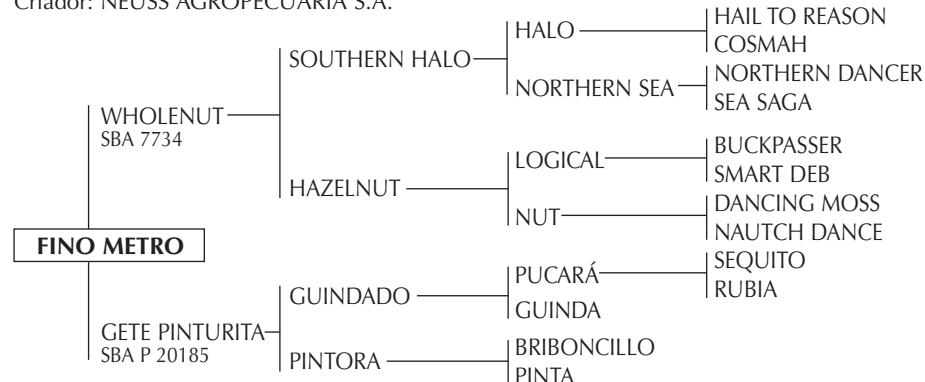 Criador: NEUSS AGROPECUARIA S.A.
HAIL TO REASON
HALO
COSMAH
SOUTHERN HALO
NORTHERN DANCER
NORTHERN SEA
SEA SAGA
WHOLENUT
SBA 7734
BUCKPASSER
LOGICAL
SMART DEB
HAZELNUT
DANCING MOSS
NUT
NAUTCH DANCE
FINO METRO
SEQUITO
PUCARÁ
RUBIA
GUINDADO
GUINDA
GETE PINTURITA
SBA P 20185
BRIBONCILLO
PINTORA
PINTA